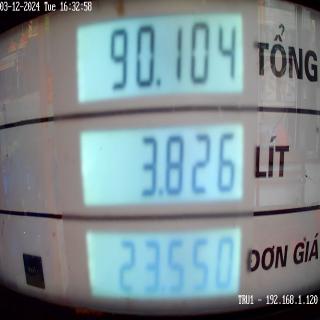 03-12-2024 Tue 16:32:58
90.104 TỔNG
3.826 LÍT
23.550 ĐƠN GIÁ
TRU1 - 192.168.1.120